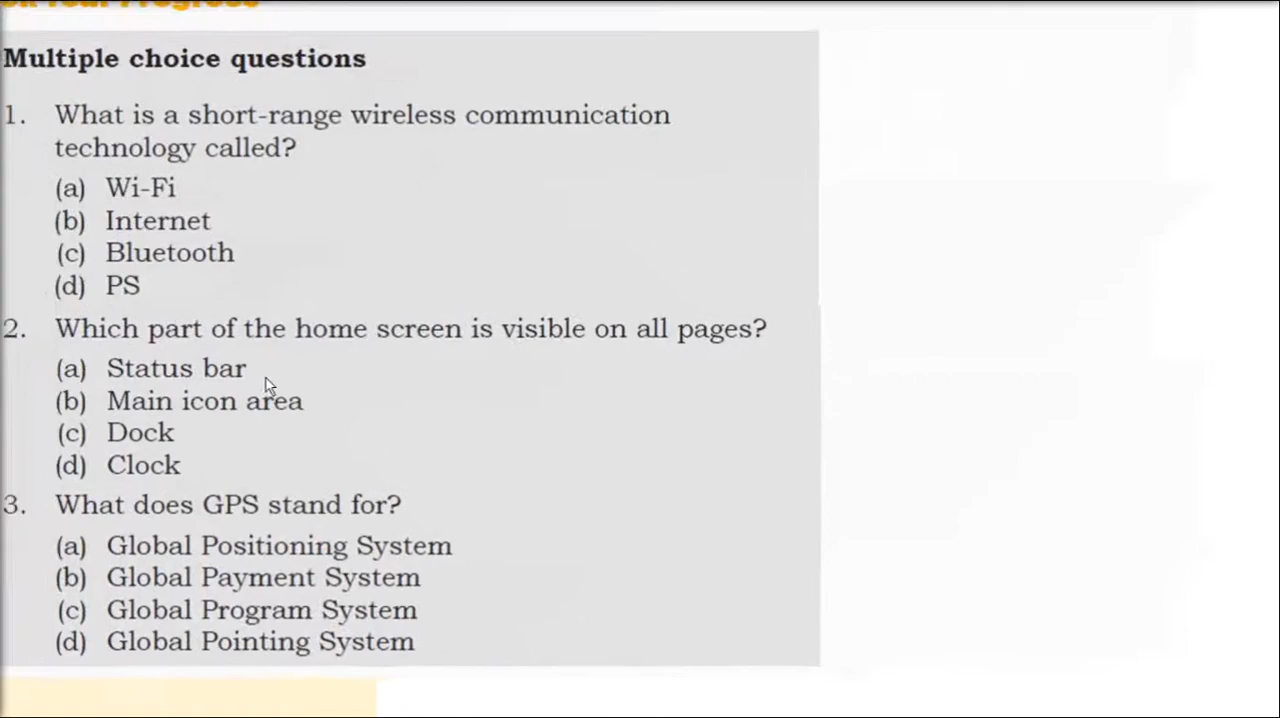 Multiple choice questions
1. What is a short-range wireless communication
technology called?
(a) Wi-Fi
(b) Internet
(c) Bluetooth
(d) PS
2. Which part of the home screen is visible on all pages?
(a) Status bar
(b) Main icon area
(c) Dock
(d) Clock
3. What does GPS stand for?
(a) Global Positioning System
(b) Global Payment System
(c) Global Program System
(d) Global Pointing System